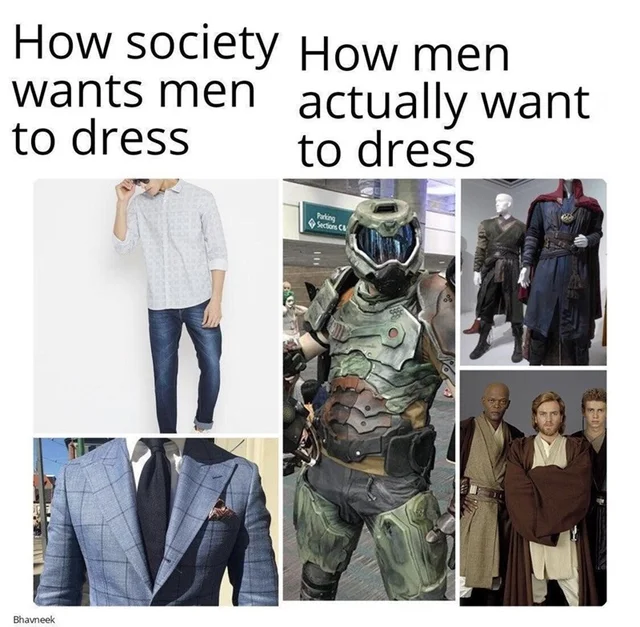 How society
wants men
to dress
How men
actually want
to dress
Parking
Sections C
Bhavneek